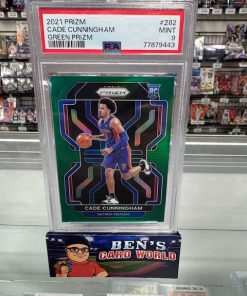 2021 PRIZM #282
CADE CUNNINGHAM MINT
GREEN PRIZM 9
PSA 77879443
PANINI
PRIZM
RC
CADE CUNNINGHAM
DETROIT PISTONS
BEN'S
CARD WORLD